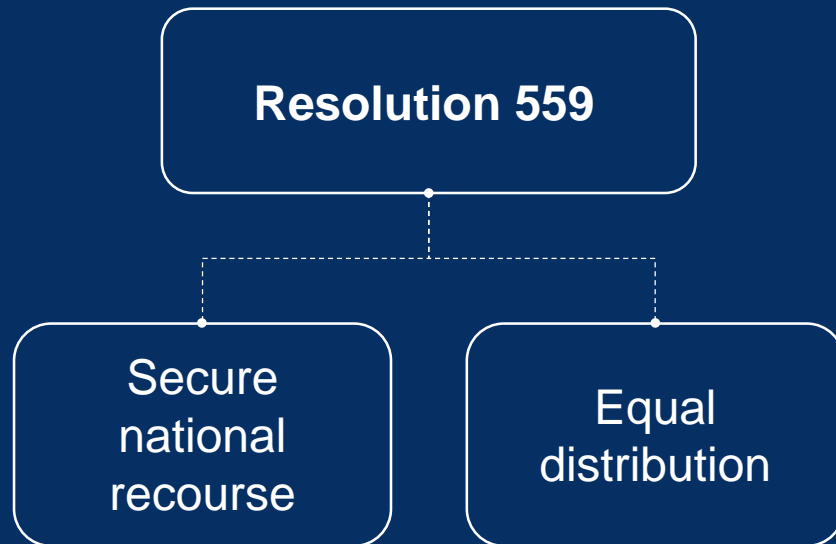 Resolution 559
Secure
national
recourse
Equal
distribution